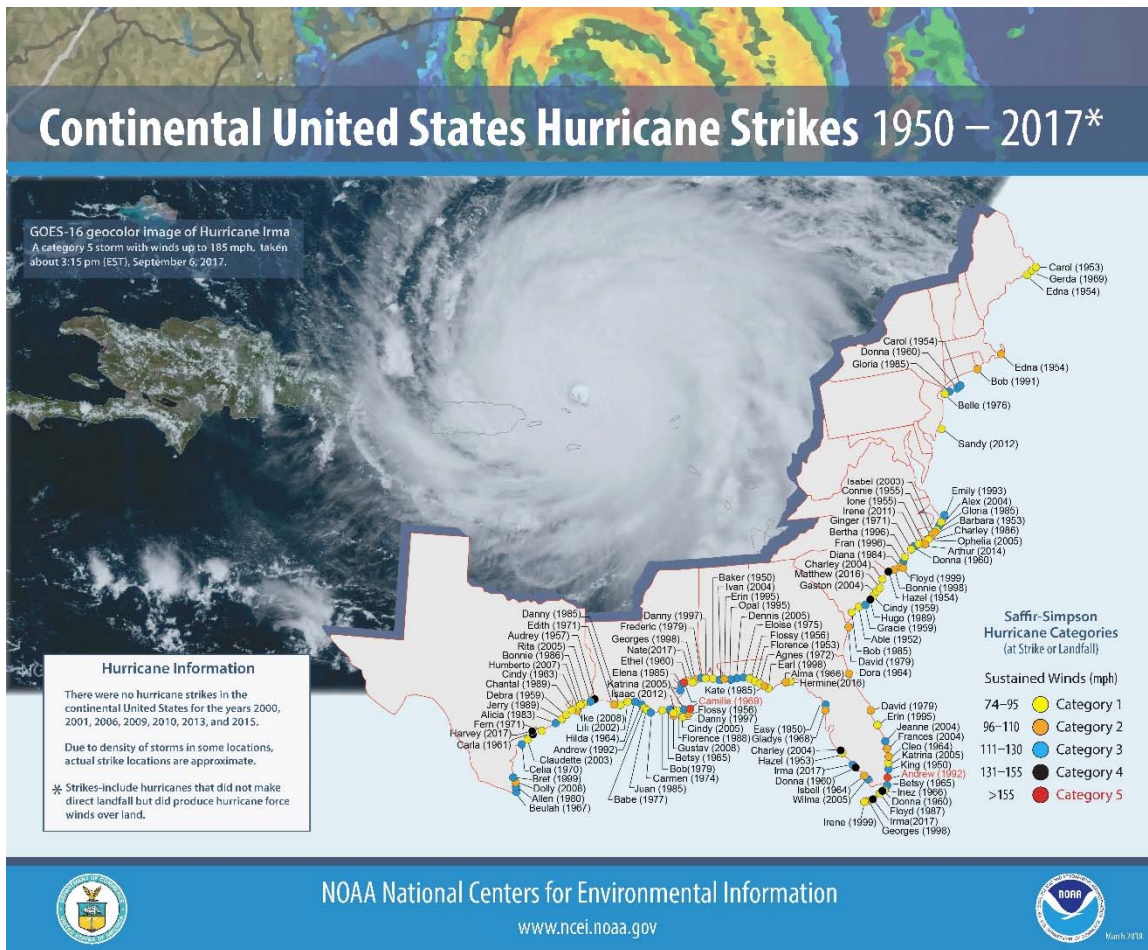 Continental United States Hurricane Strikes 1950 – 2017*
GOES-16 geocolor image of Hurricane Irma
A category 5 storm with winds up to 185 mph, taken
about 3:15 pm (EST), September 6, 2017.
Carol (1953)
Gerda (1969)
Edna (1954)
Carol (1954)
Donna (1960)
Gloria (1985)
Edna (1954)
Bob (1991)
Belle (1976)
Sandy (2012)
Isabel (2003)
Connie (1955)
Ione (1955)
Irene (2011)
Ginger (1971)
Bertha (1996)
Fran (1996)
Diana (1984)
Charley (2004)
Matthew (2016)
Gaston (2004)
Emily (1993)
Alex (2004)
Gloria (1985)
Barbara (1953)
Charley (1986)
Ophelia (2005)
Arthur (2014)
Donna (1960)
Floyd (1999)
Bonnie (1998)
Hazel (1954)
Cindy (1959)
Hugo (1989)
Gracie (1959)
Able (1952)
Bob (1985)
David (1979)
Dora (1964)
Baker (1950)
Ivan (2004)
Erin (1995)
Opal (1995)
Dennis (2005)
Eloise (1975)
Flossy (1956)
Florence (1953)
Agnes (1972)
Earl (1998)
Alma (1966)
Hermine(2016)
Kate (1985)
Danny (1997)
Frederic (1979)
Georges (1998)
Nate(2017)
Ethel (1960)
Elena (1985)
Katrina (2005)
Isaac (2012)
Camille (1969)
Flossy (1956)
Danny (1997)
Cindy (2005)
Florence (1988)
Gustav (2008)
Betsy (1965)
Bob(1979)
Carmen (1974)
Juan (1985)
Babe (1977)
Danny (1985)
Edith (1971)
Audrey (1957)
Rita (2005)
Bonnie (1986)
Humberto (2007)
Cindy (1963)
Chantal (1989)
Debra (1959)
Jerry (1989)
Alicia (1983)
Fern (1971)
Harvey (2017)
Carla (1961)
Ike (2008)
Lili (2002)
Hilda (1964)
Andrew (1992)
Claudette (2003)
Celia (1970)
Bret (1999)
Dolly (2008)
Allen (1980)
Beulah (1967)
Easy (1950)
Gladys (1968)
Charley (2004)
Hazel (1953)
Irma (2017)
Donna (1960)
Isbell (1964)
Wilma (2005)
Irene (1999)
David (1979)
Erin (1995)
Jeanne (2004)
Frances (2004)
Cleo (1964)
Katrina (2005)
King (1950)
Andrew (1992)
Betsy (1965)
Inez (1966)
Donna (1960)
Floyd (1987)
Irma(2017)
Georges (1998)
Saffir-Simpson
Hurricane Categories
(at Strike or Landfall)
Sustained Winds (mph)
74–95 Category 1
96–110 Category 2
111–130 Category 3
131–155 Category 4
>155 Category 5
Hurricane Information
There were no hurricane strikes in the
continental United States for the years 2000,
2001, 2006, 2009, 2010, 2013, and 2015.
Due to density of storms in some locations,
actual strike locations are approximate.
* Strikes-include hurricanes that did not make
direct landfall but did produce hurricane force
winds over land.
NOAA National Centers for Environmental Information
www.ncei.noaa.gov
NOAA
March 2018